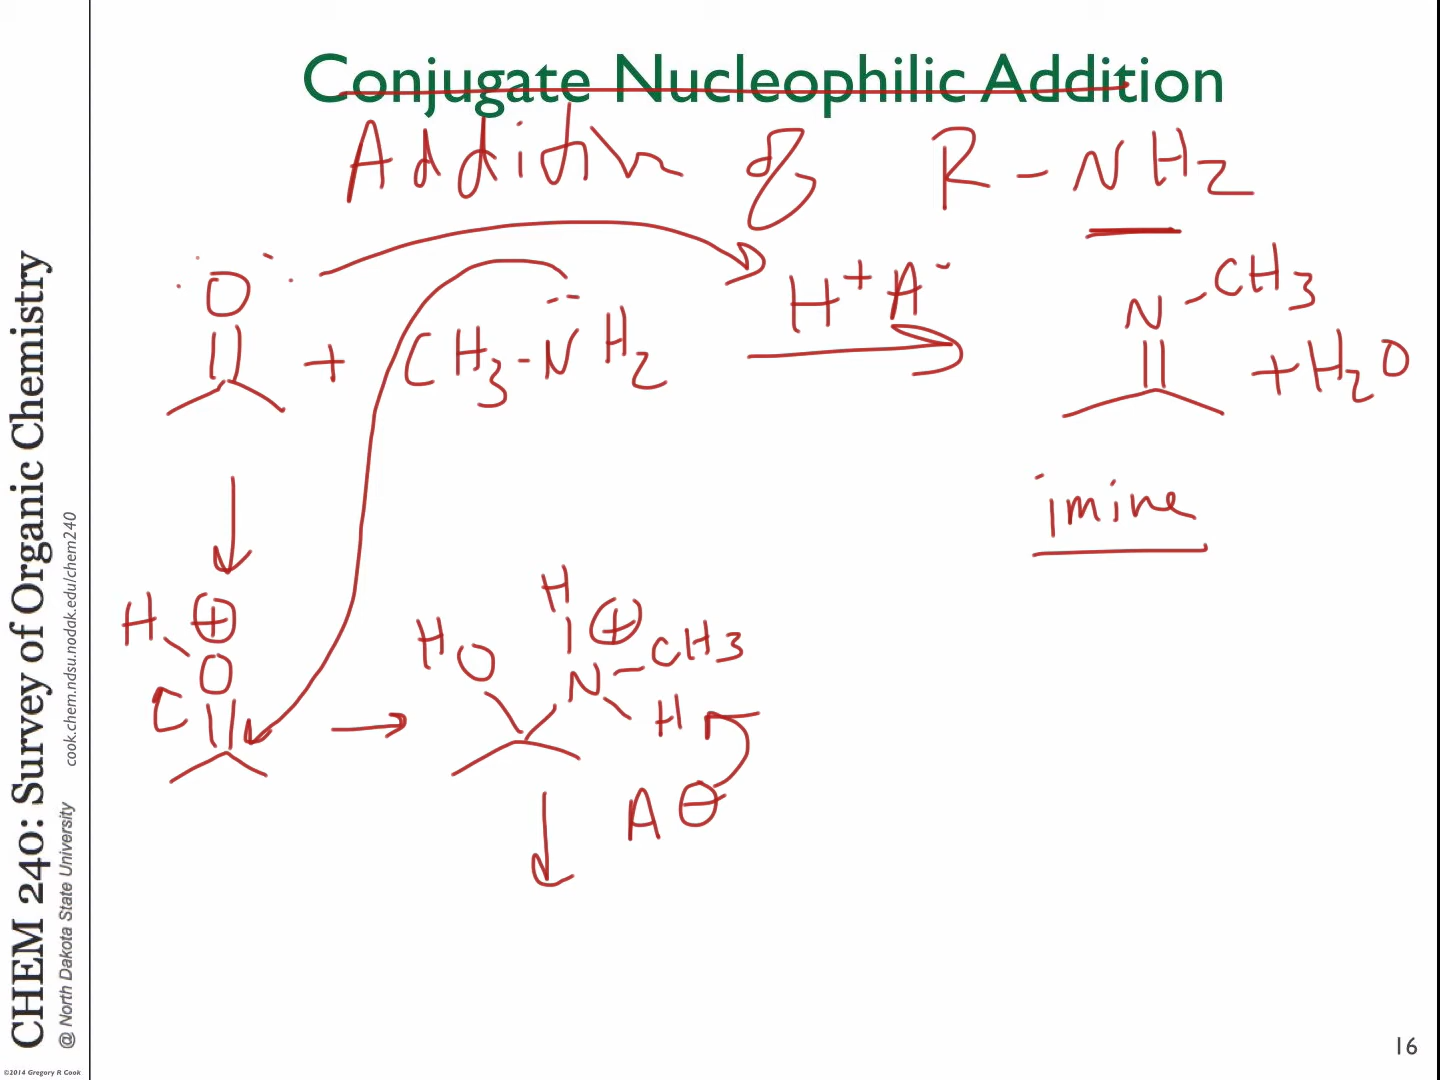 Conjugate Nucleophilic Addition
Addition of R-NH2
O + CH3-NH2 H+ A- N-CH3 + H2O
imine
H + O
H O H N + CH3 H
A⊖
CHEM 240: Survey of Organic Chemistry
@ North Dakota State University cook.chem.ndsu.nodak.edu/chem240
©2014 Gregory R Cook
16